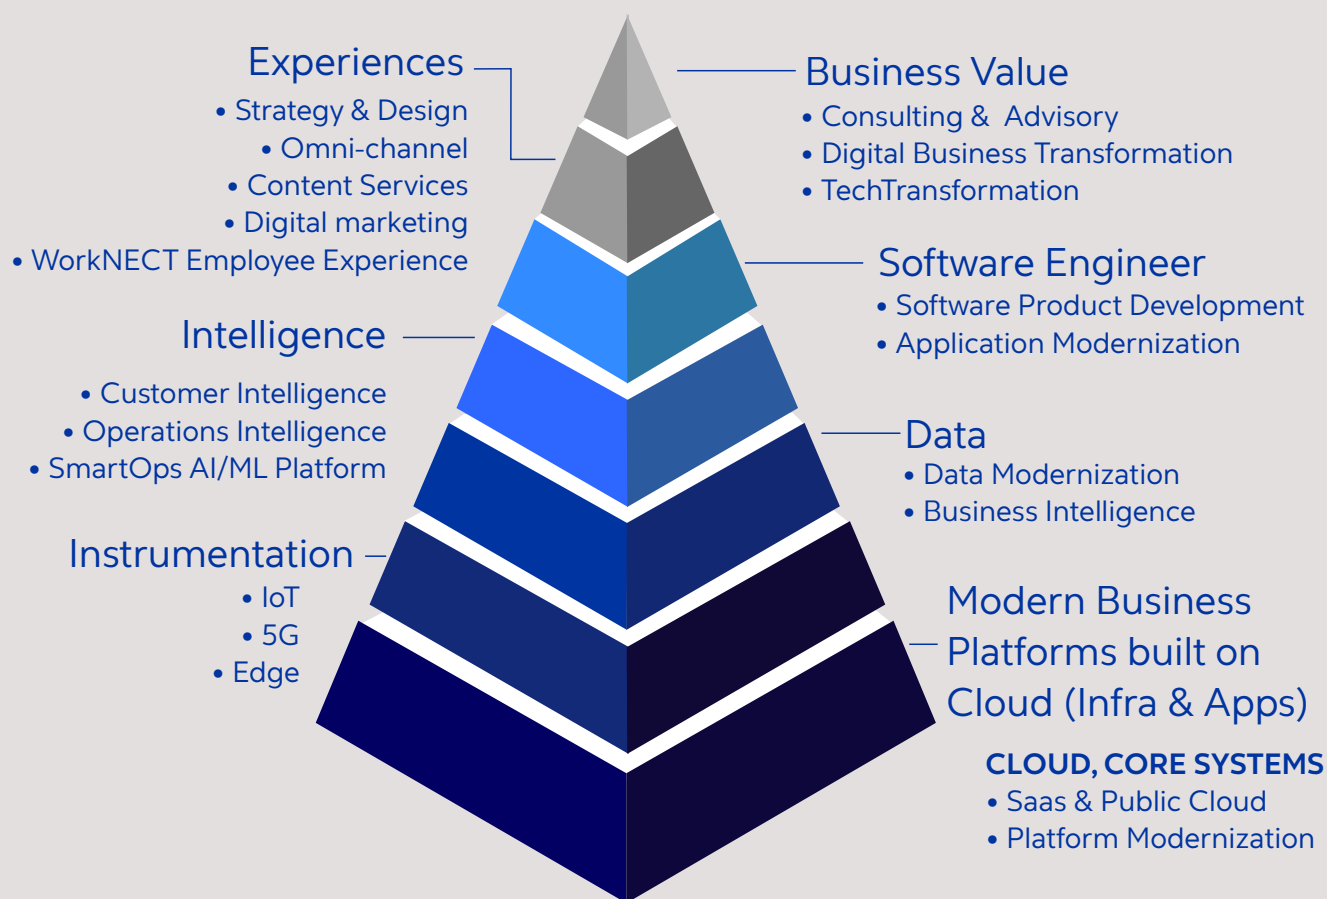 Experiences
• Strategy & Design
• Omni-channel
• Content Services
• Digital marketing
• WorkNECT Employee Experience
Business Value
• Consulting & Advisory
• Digital Business Transformation
• TechTransformation
Software Engineer
• Software Product Development
• Application Modernization
Intelligence
• Customer Intelligence
• Operations Intelligence
• SmartOps AI/ML Platform
Data
• Data Modernization
• Business Intelligence
Instrumentation
• IoT
• 5G
• Edge
Modern Business
Platforms built on
Cloud (Infra & Apps)
CLOUD, CORE SYSTEMS
• Saas & Public Cloud
• Platform Modernization